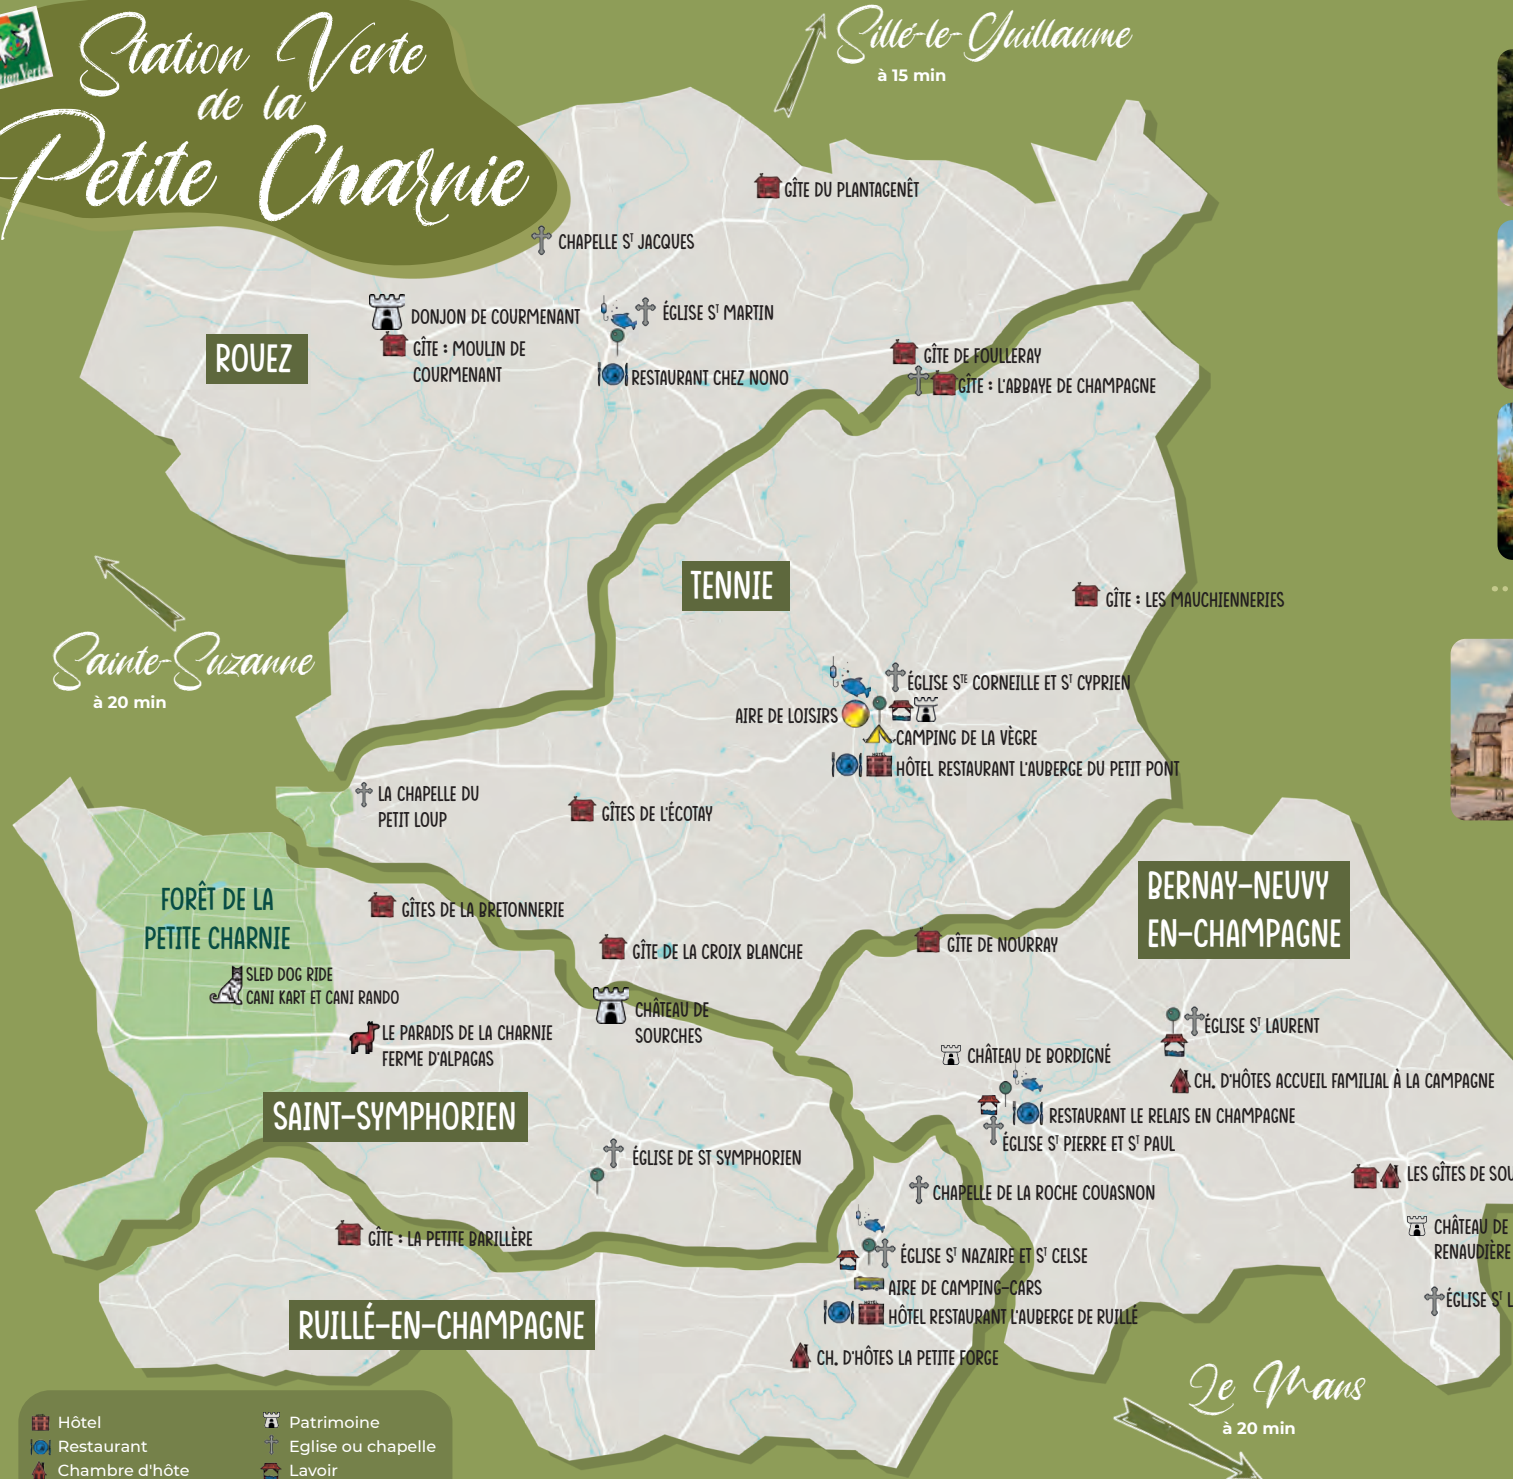 Station Verte
de la
Petite Charnie
Station Verte
Sillé-le-Guillaume
à 15 min
GÎTE DU PLANTAGENÊT
CHAPELLE ST JACQUES
DONJON DE COURMENANT
ÉGLISE ST MARTIN
ROUEZ
GÎTE : MOULIN DE
COURMENANT
RESTAURANT CHEZ NONO
GÎTE DE FOULLERAY
GÎTE : L'ABBAYE DE CHAMPAGNE
TENNIE
GÎTE : LES MAUCHIENNERIES
Sainte-Suzanne
à 20 min
ÉGLISE STE CORNEILLE ET ST CYPRIEN
AIRE DE LOISIRS
CAMPING DE LA VÈGRE
HÔTEL RESTAURANT L'AUBERGE DU PETIT PONT
LA CHAPELLE DU
PETIT LOUP
GÎTES DE L'ÉCOTAY
FORÊT DE LA
PETITE CHARNIE
GÎTES DE LA BRETONNERIE
BERNAY-NEUVY
EN-CHAMPAGNE
GÎTE DE LA CROIX BLANCHE
GÎTE DE NOURRAY
SLED DOG RIDE
CANI KART ET CANI RANDO
CHÂTEAU DE
SOURCHES
LE PARADIS DE LA CHARNIE
FERME D'ALPAGAS
ÉGLISE ST LAURENT
CHÂTEAU DE BORDIGNÉ
CH. D'HÔTES ACCUEIL FAMILIAL À LA CAMPAGNE
SAINT-SYMPHORIEN
RESTAURANT LE RELAIS EN CHAMPAGNE
ÉGLISE ST PIERRE ET ST PAUL
ÉGLISE DE ST SYMPHORIEN
LES GÎTES DE SOU
CHAPELLE DE LA ROCHE COUASNON
CHÂTEAU DE
RENAUDIÈRE
GÎTE : LA PETITE BARILLÈRE
ÉGLISE ST NAZAIRE ET ST CELSE
AIRE DE CAMPING-CARS
ÉGLISE ST L
RUILLÉ-EN-CHAMPAGNE
HÔTEL RESTAURANT L'AUBERGE DE RUILLÉ
CH. D'HÔTES LA PETITE FORGE
Le Mans
à 20 min
Hôtel
Restaurant
Chambre d'hôte
Patrimoine
Eglise ou chapelle
Lavoir